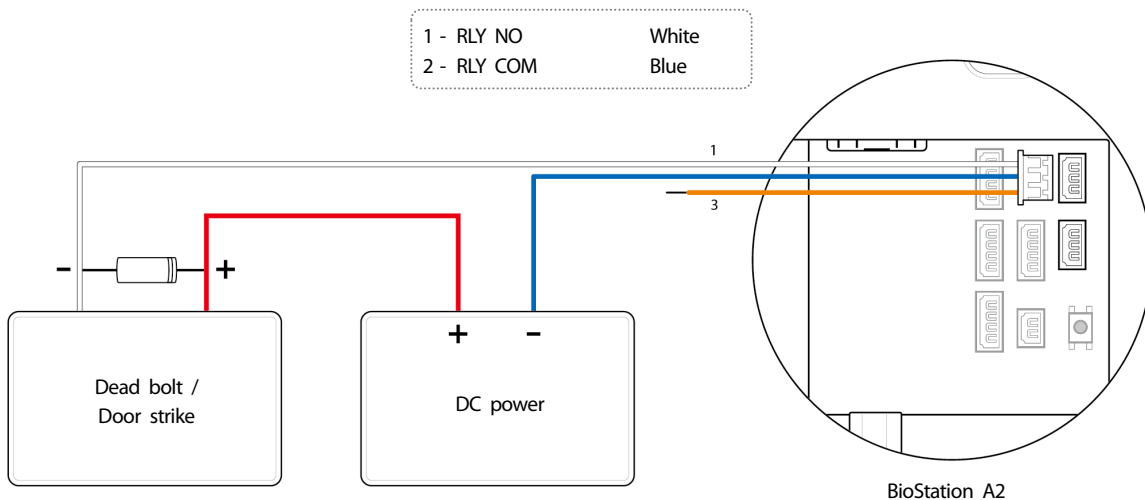 1 - RLY NO White
2 - RLY COM Blue
1
3
- +
+ -
Dead bolt /
Door strike
DC power
BioStation A2